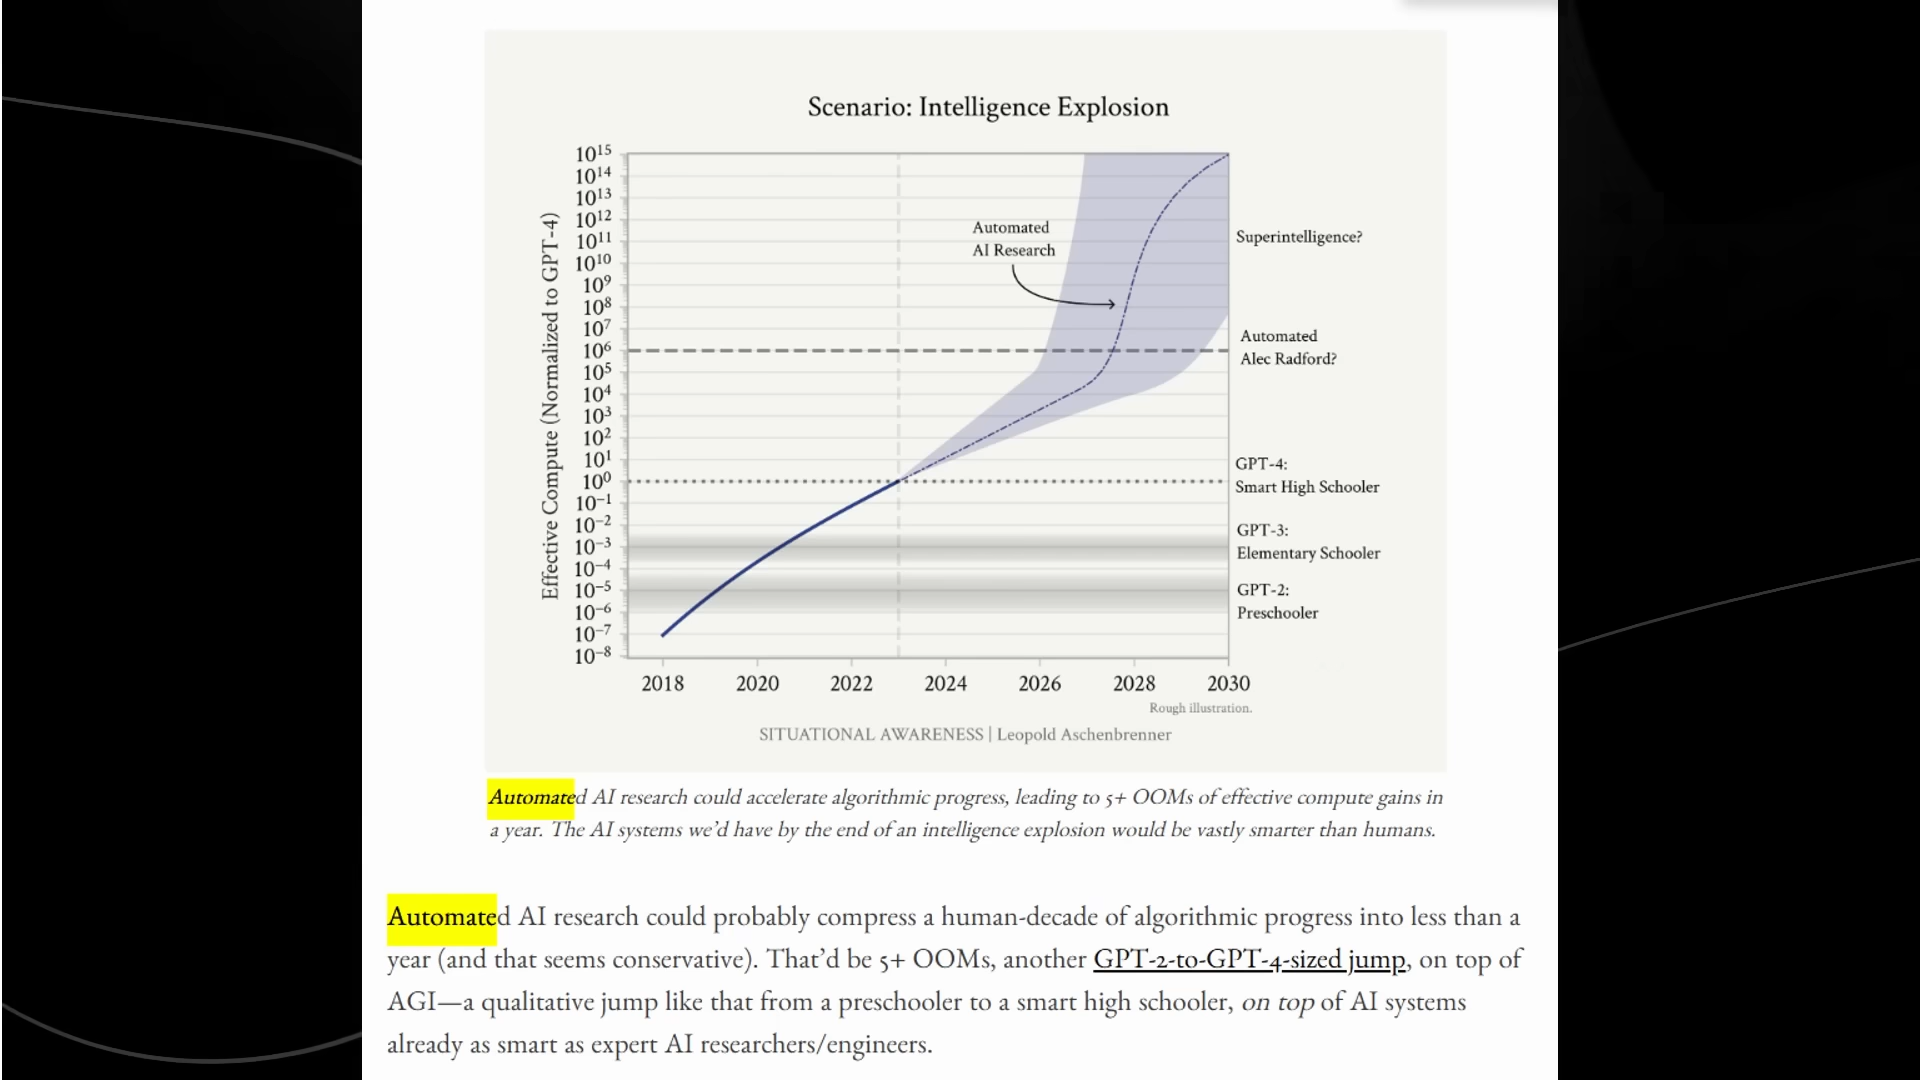 Scenario: Intelligence Explosion
Effective Compute (Normalized to GPT-4)
10¹⁵
10¹⁴
10¹³
10¹²
10¹¹
10¹⁰
10⁹
10⁸
10⁷
10⁶
10⁵
10⁴
10³
10²
10¹
10⁰
10⁻¹
10⁻²
10⁻³
10⁻⁴
10⁻⁵
10⁻⁶
10⁻⁷
10⁻⁸
Automated
AI Research
Superintelligence?
Automated
Alec Radford?
GPT-4:
Smart High Schooler
GPT-3:
Elementary Schooler
GPT-2:
Preschooler
2018 2020 2022 2024 2026 2028 2030
Rough illustration.
SITUATIONAL AWARENESS | Leopold Aschenbrenner
Automated AI research could accelerate algorithmic progress, leading to 5+ OOMs of effective compute gains in
a year. The AI systems we’d have by the end of an intelligence explosion would be vastly smarter than humans.
Automated AI research could probably compress a human-decade of algorithmic progress into less than a
year (and that seems conservative). That’d be 5+ OOMs, another GPT-2-to-GPT-4-sized jump, on top of
AGI—a qualitative jump like that from a preschooler to a smart high schooler, on top of AI systems
already as smart as expert AI researchers/engineers.